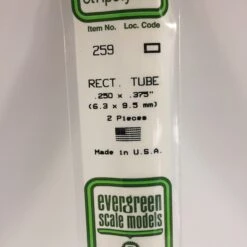 Item No. Loc. Code
259
RECT. TUBE
.250 x .375"
(6.3 x 9.5 mm)
2 Pieces
Made in U.S.A.
evergreen
scale models